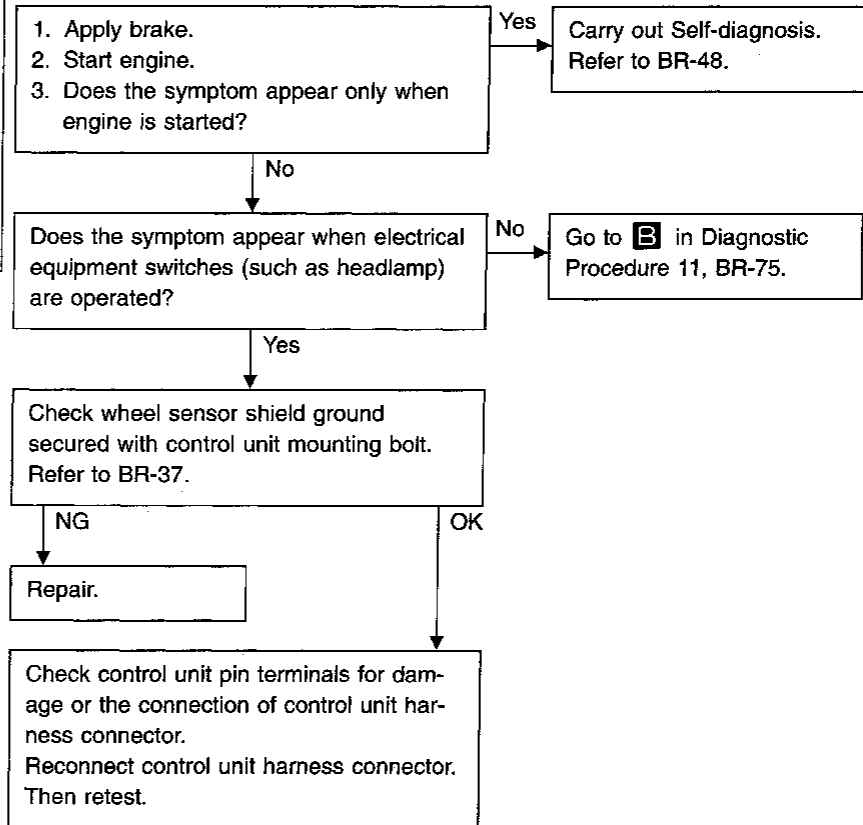 1. Apply brake.
2. Start engine.
3. Does the symptom appear only when
engine is started?
Yes
Carry out Self-diagnosis.
Refer to BR-48.
No
Does the symptom appear when electrical
equipment switches (such as headlamp)
are operated?
No
Go to B in Diagnostic
Procedure 11, BR-75.
Yes
Check wheel sensor shield ground
secured with control unit mounting bolt.
Refer to BR-37.
NG
OK
Repair.
Check control unit pin terminals for dam-
age or the connection of control unit har-
ness connector.
Reconnect control unit harness connector.
Then retest.